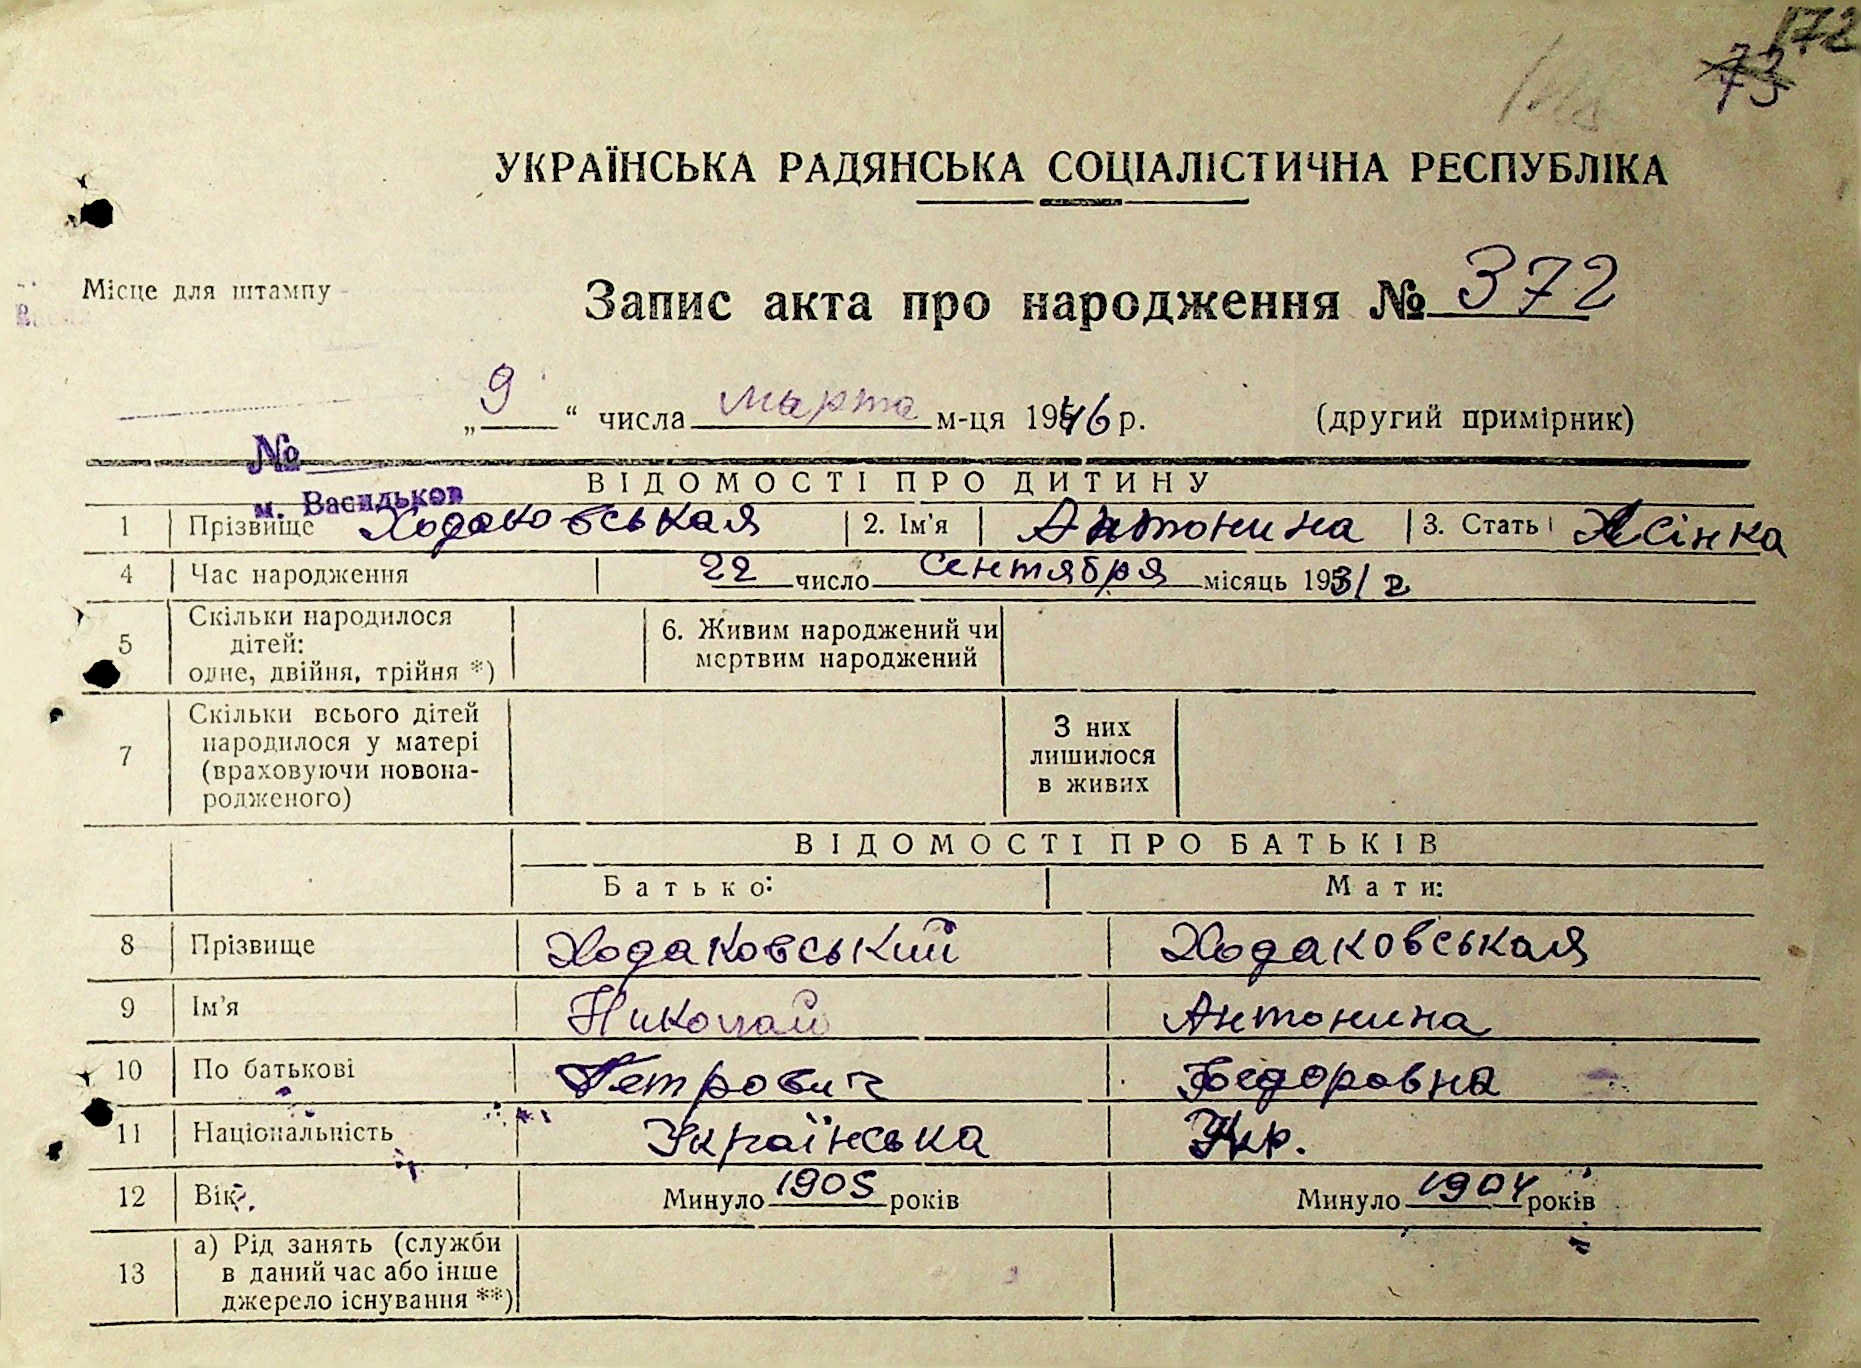 172
73
УКРАЇНСЬКА РАДЯНСЬКА СОЦІАЛІСТИЧНА РЕСПУБЛІКА
Місце для штампу
Запис акта про народження № 372
„ 9 “ числа марта м-ця 1946 р. (другий примірник)
№
м. Васильков
ВІДОМОСТІ ПРО ДИТИНУ
1 Прізвище Ходаковськая 2. Ім'я Антонина 3. Стать Жінка
4 Час народження 22 число сентября місяць 1931 г
5 Скільки народилося дітей: одне, двійня, трійня *) 6. Живим народжений чи мертвим народжений
7 Скільки всього дітей народилося у матері (враховуючи новонародженого) З них лишилося в живих
ВІДОМОСТІ ПРО БАТЬКІВ
Батько: Мати:
8 Прізвище Ходаковський Ходаковськая
9 Ім'я Николай Антонина
10 По батькові Петрович Федоровна
11 Національність Українська Укр.
12 Вік Минуло 1905 років Минуло 1904 років
13 а) Рід занять (служби в даний час або інше джерело існування **)